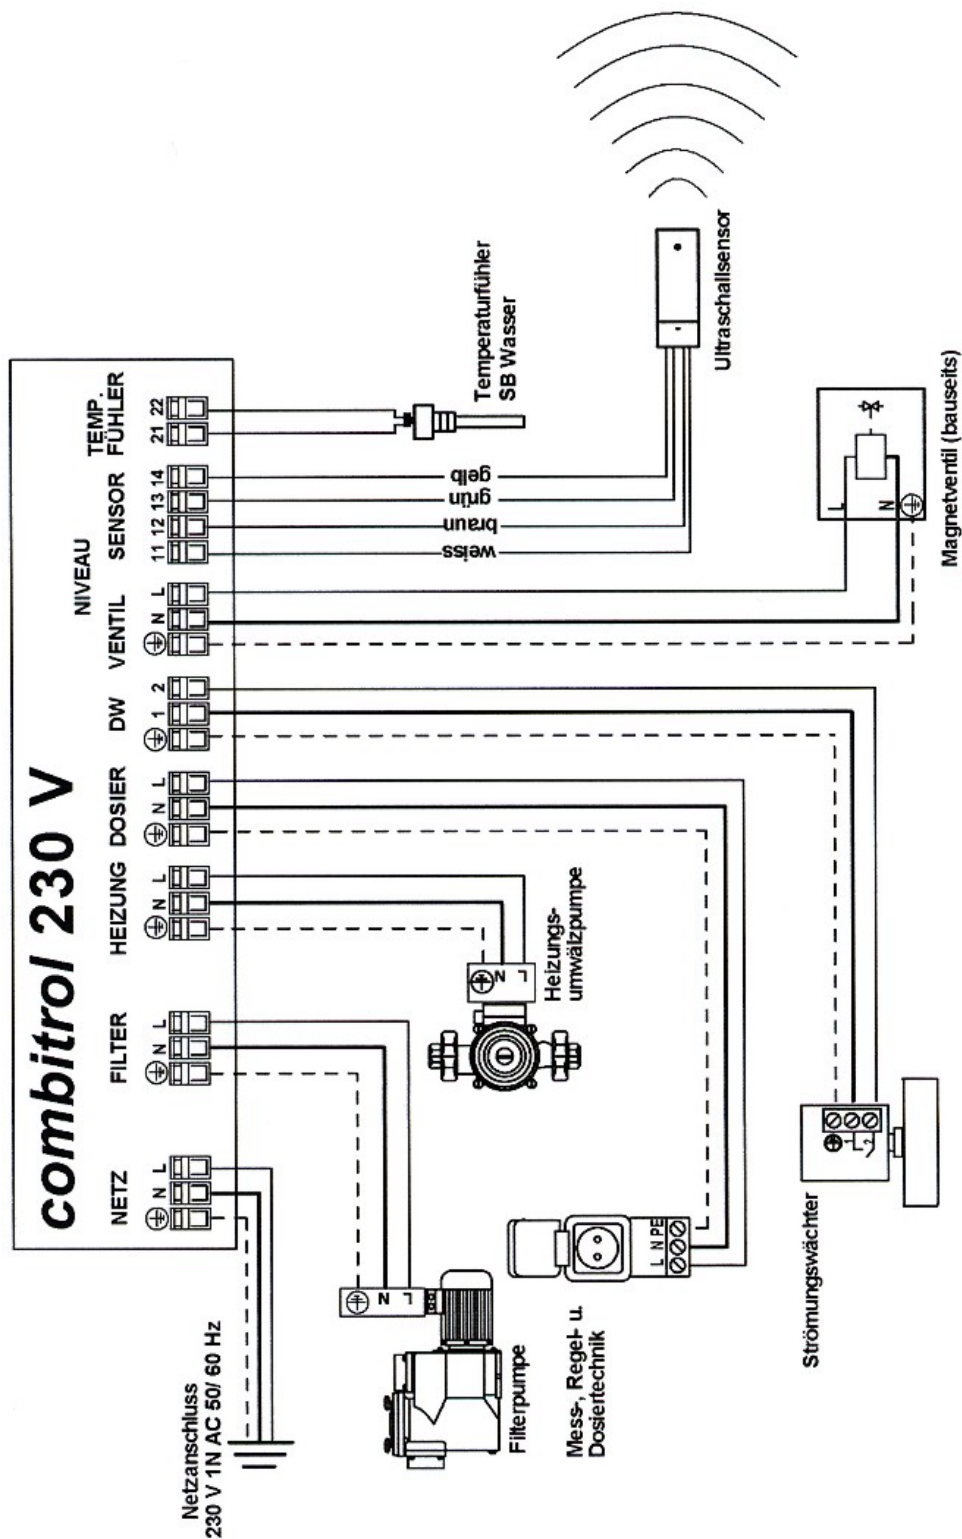 combitrol 230 V
NIVEAU
NETZ
FILTER
HEIZUNG
DOSIER
DW
VENTIL
SENSOR
TEMP.
FÜHLER
N L
N L
N L
N L
1 2
N L
11 12 13 14
21 22
Netzanschluss
230 V 1N AC 50/ 60 Hz
weiss
braun
grün
gelb
Temperaturfühler
SB Wasser
N
L
Filterpumpe
N
L
Heizungs-
umwälzpumpe
Ultraschallsensor
L N PE
Mess-, Regel- u.
Dosiertechnik
L
N
Magnetventil (bauseits)
1
2
Strömungswächter